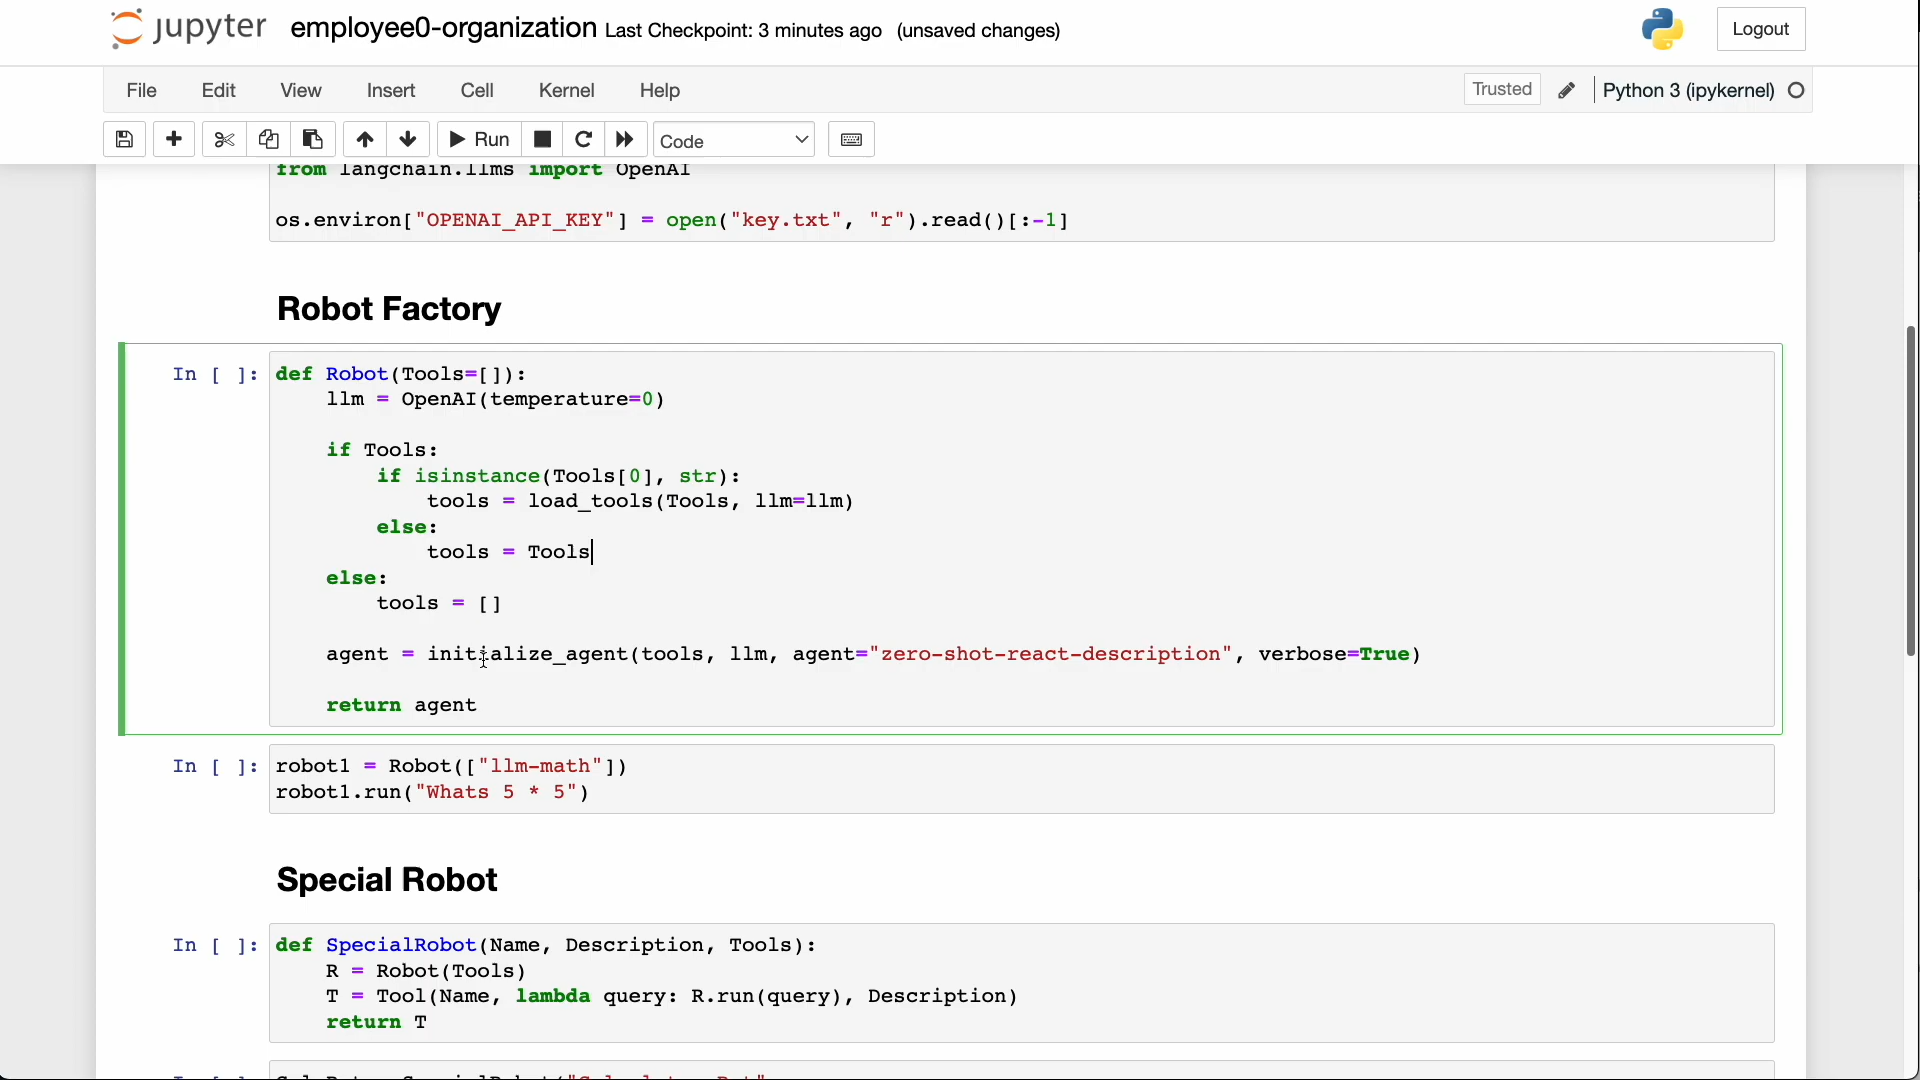 jupyter employee0-organization Last Checkpoint: 3 minutes ago (unsaved changes) Logout
File Edit View Insert Cell Kernel Help Trusted Python 3 (ipykernel)
Run Code
from langchain.llms import OpenAI
os.environ["OPENAI_API_KEY"] = open("key.txt", "r").read()[:-1]
Robot Factory
In [ ]: def Robot(Tools=[]):
llm = OpenAI(temperature=0)
if Tools:
if isinstance(Tools[0], str):
tools = load_tools(Tools, llm=llm)
else:
tools = Tools
else:
tools = []
agent = initialize_agent(tools, llm, agent="zero-shot-react-description", verbose=True)
return agent
In [ ]: robot1 = Robot(["llm-math"])
robot1.run("Whats 5 * 5")
Special Robot
In [ ]: def SpecialRobot(Name, Description, Tools):
R = Robot(Tools)
T = Tool(Name, lambda query: R.run(query), Description)
return T